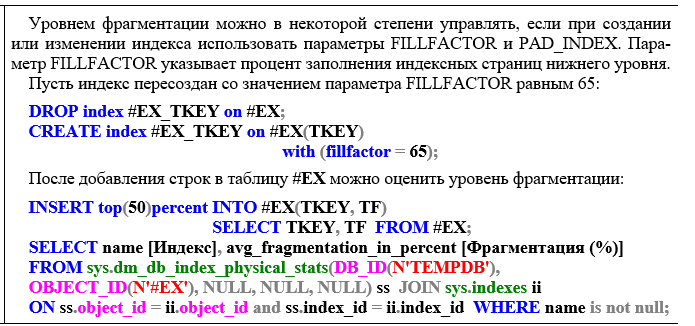 Уровнем фрагментации можно в некоторой степени управлять, если при создании
или изменении индекса использовать параметры FILLFACTOR и PAD_INDEX. Пара-
метр FILLFACTOR указывает процент заполнения индексных страниц нижнего уровня.
Пусть индекс пересоздан со значением параметра FILLFACTOR равным 65:
DROP index #EX_TKEY on #EX;
CREATE index #EX_TKEY on #EX(TKEY)
with (fillfactor = 65);
После добавления строк в таблицу #EX можно оценить уровень фрагментации:
INSERT top(50)percent INTO #EX(TKEY, TF)
SELECT TKEY, TF FROM #EX;
SELECT name [Индекс], avg_fragmentation_in_percent [Фрагментация (%)]
FROM sys.dm_db_index_physical_stats(DB_ID(N'TEMPDB'),
OBJECT_ID(N'#EX'), NULL, NULL, NULL) ss JOIN sys.indexes ii
ON ss.object_id = ii.object_id and ss.index_id = ii.index_id WHERE name is not null;